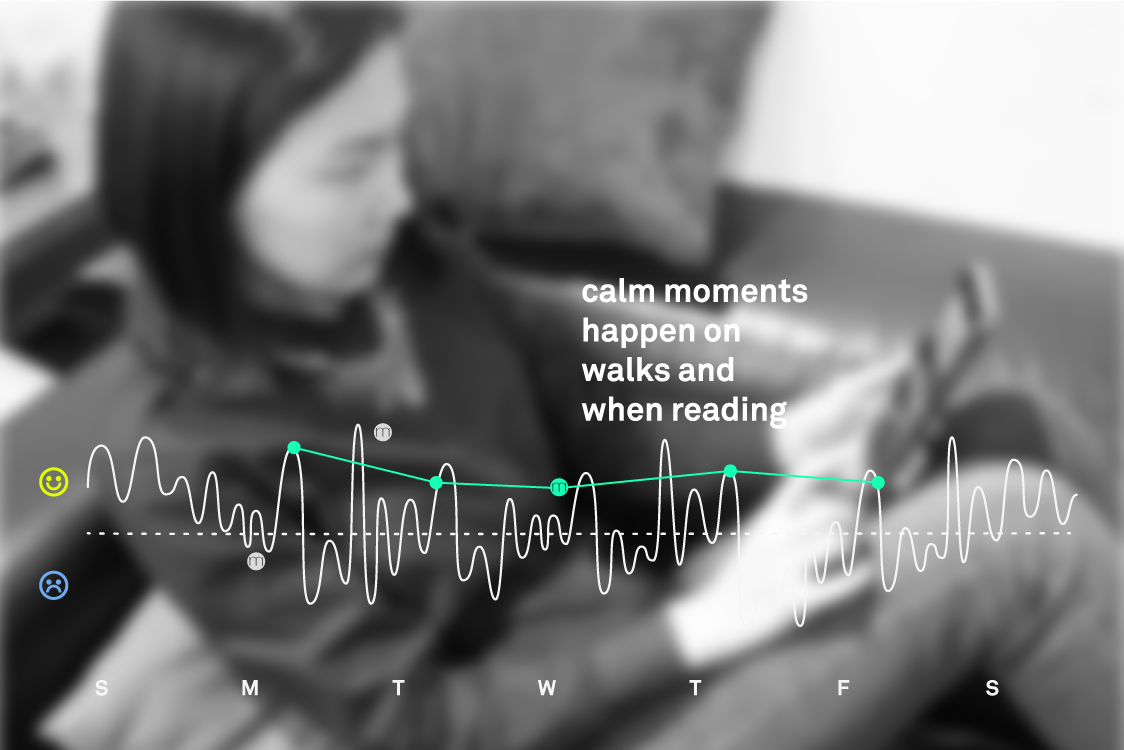 calm moments
happen on
walks and
when reading
m
m
m
S M T W T F S